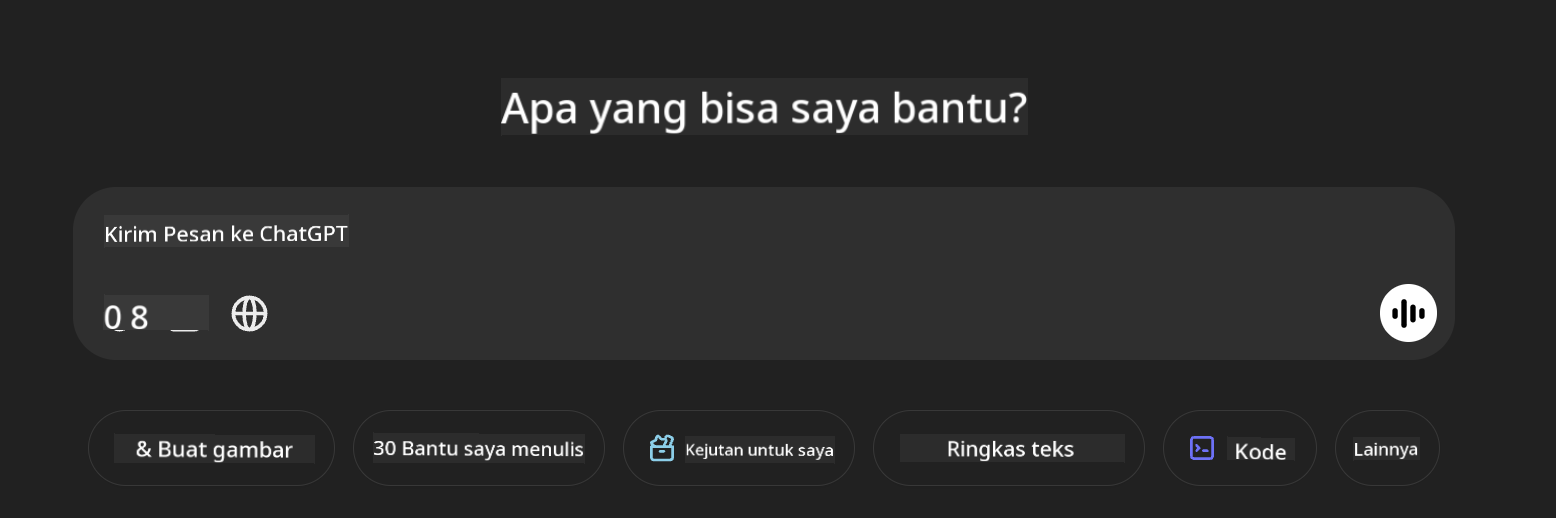 Apa yang bisa saya bantu?
Kirim Pesan ke ChatGPT
0 8
& Buat gambar
30 Bantu saya menulis
Kejutan untuk saya
Ringkas teks
Kode
Lainnya